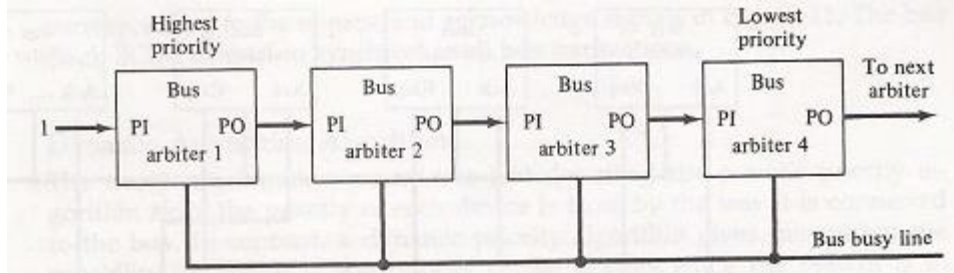 Highest
priority
Lowest
priority
To next
arbiter
1
Bus
PI
PO
arbiter 1
Bus
PI
PO
arbiter 2
Bus
PI
PO
arbiter 3
Bus
PI
PO
arbiter 4
Bus busy line